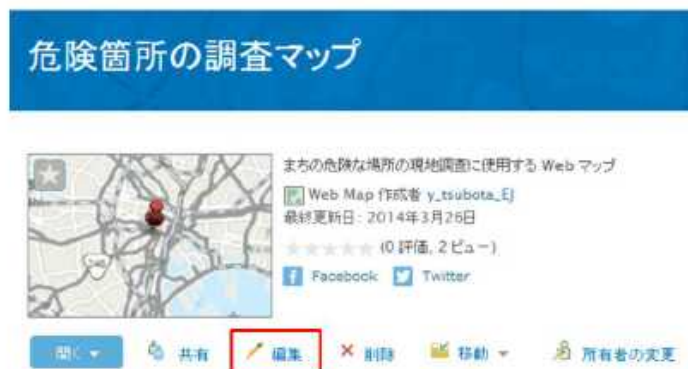 危険箇所の調査マップ
まちの危険な場所の現地調査に使用する Web マップ
Web Map 作成者 y_tsubota_EJ
最終更新日: 2014年3月26日
(0 評価, 2 ビュー)
Facebook Twitter
開く 共有 編集 削除 移動 所有者の変更